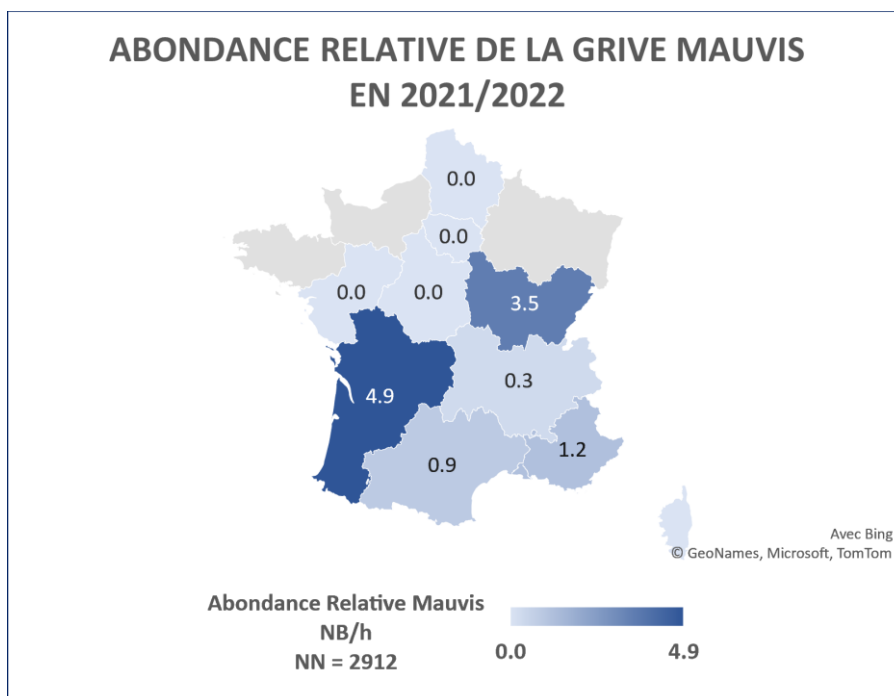 ABONDANCE RELATIVE DE LA GRIVE MAUVIS
EN 2021/2022
0.0
0.0
0.0
0.0
3.5
0.3
4.9
1.2
0.9
Avec Bing
© GeoNames, Microsoft, TomTom
Abondance Relative Mauvis
NB/h
NN = 2912
0.0
4.9